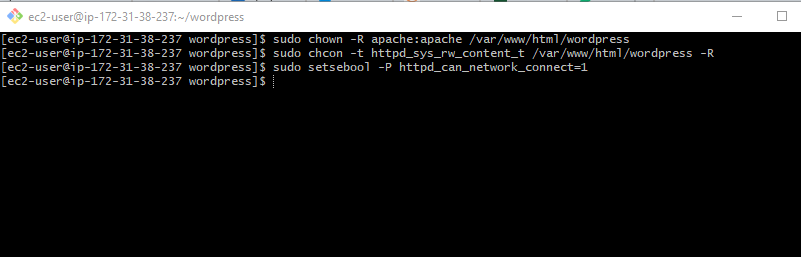 ec2-user@ip-172-31-38-237:~/wordpress
[ec2-user@ip-172-31-38-237 wordpress]$ sudo chown -R apache:apache /var/www/html/wordpress
[ec2-user@ip-172-31-38-237 wordpress]$ sudo chcon -t httpd_sys_rw_content_t /var/www/html/wordpress -R
[ec2-user@ip-172-31-38-237 wordpress]$ sudo setsebool -P httpd_can_network_connect=1
[ec2-user@ip-172-31-38-237 wordpress]$